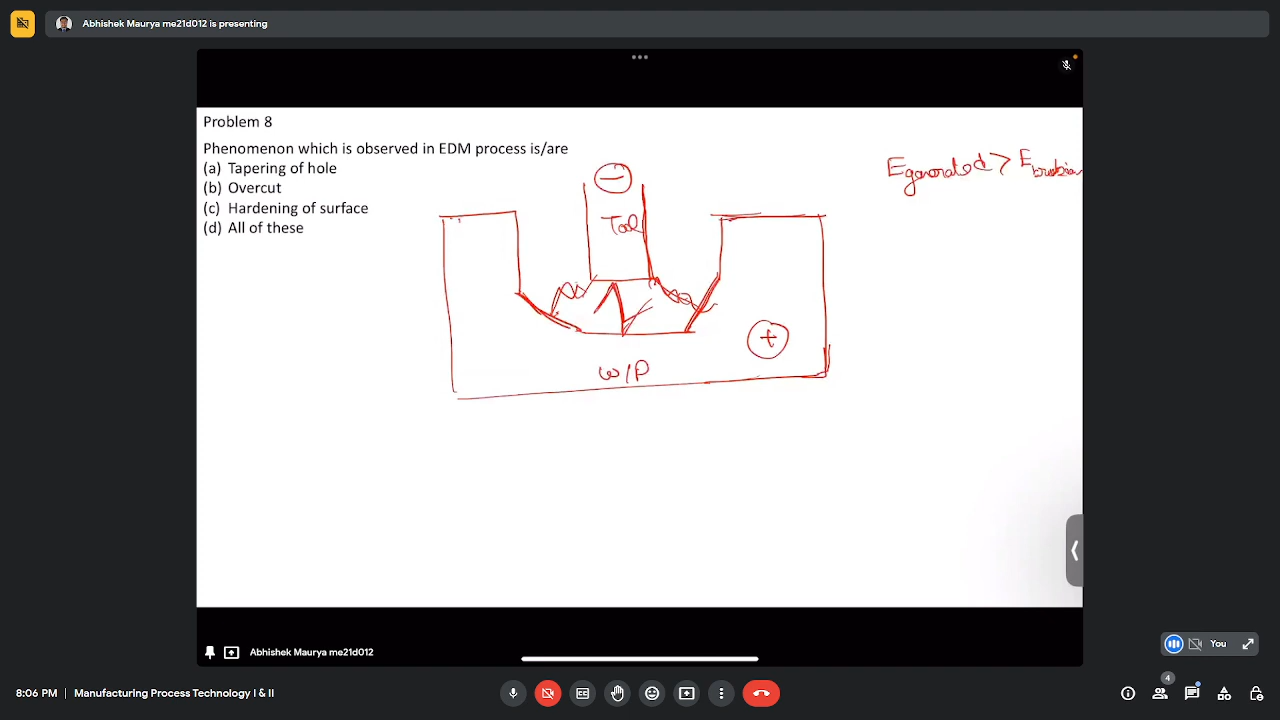 Abhishek Maurya me21d012 is presenting
Problem 8
Phenomenon which is observed in EDM process is/are
(a) Tapering of hole
(b) Overcut
(c) Hardening of surface
(d) All of these
E generated > E
Tool
−
+
W/P
Abhishek Maurya me21d012
You
4
8:06 PM | Manufacturing Process Technology I & II